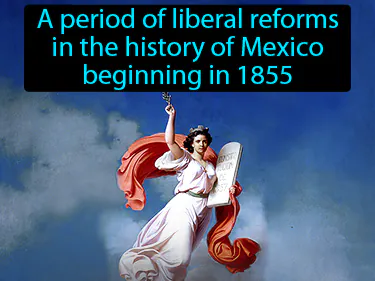 A period of liberal reforms
in the history of Mexico
beginning in 1855